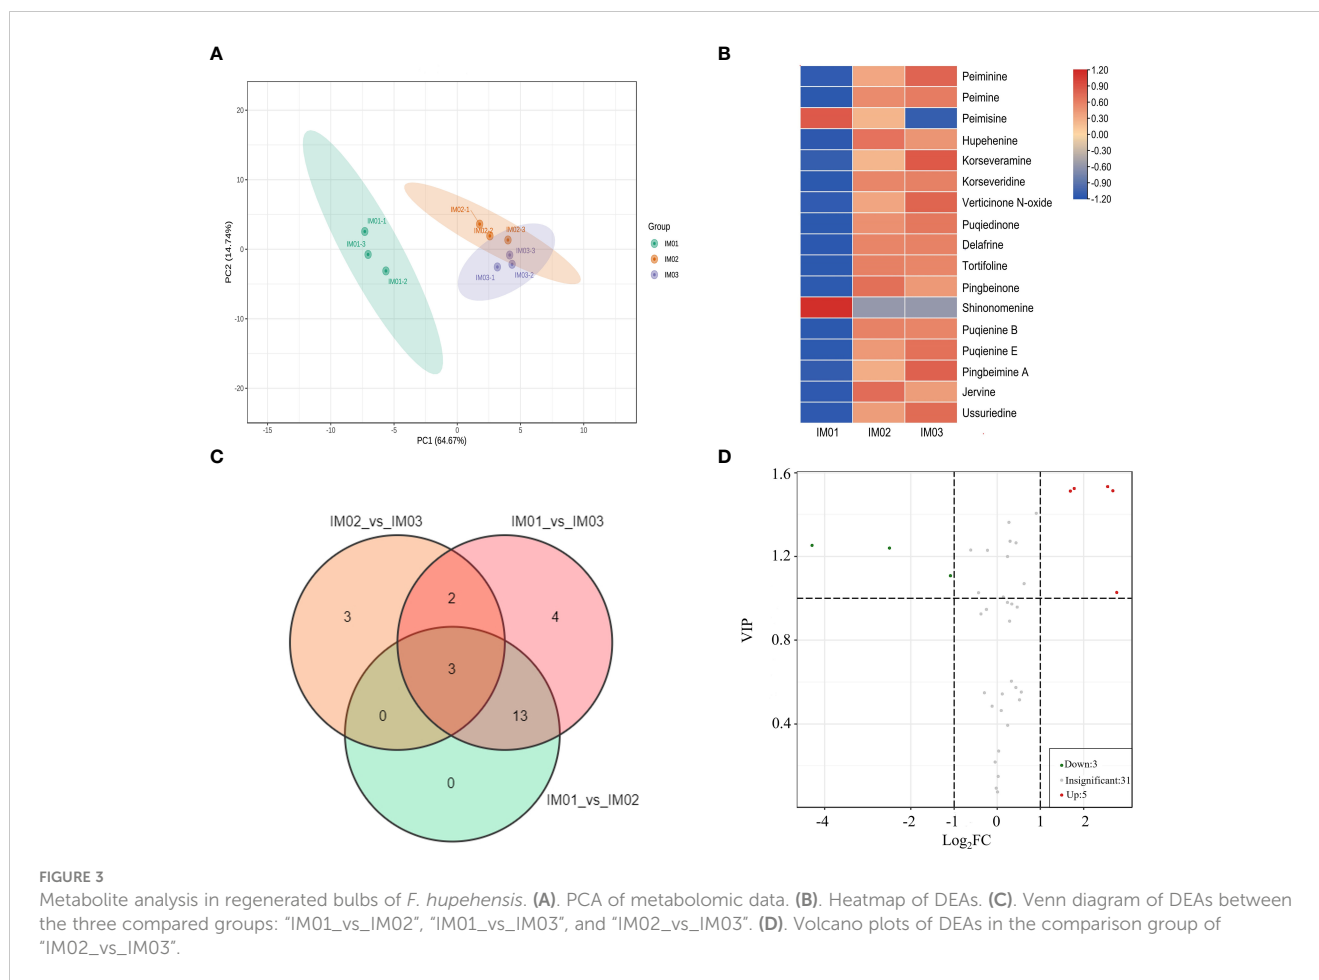 A
20
10
0
-10
-20
-15
-10
-5
0
5
10
PC2 (14.74%)
PC1 (64.67%)
IM01-1
IM01-3
IM01-2
IM02-1
IM02-2
IM02-3
IM03-3
IM03-1
IM03-2
Group
IM01
IM02
IM03
B
Peiminine
Peimine
Peimisine
Hupehenine
Korseveramine
Korseveridine
Verticinone N-oxide
Puqiedinone
Delafrine
Tortifoline
Pingbeinone
Shinonomenine
Puqienine B
Puqienine E
Pingbeimine A
Jervine
Ussuriedine
IM01 IM02 IM03
1.20
0.90
0.60
0.30
0.00
-0.30
-0.60
-0.90
-1.20
C
IM02_vs_IM03
IM01_vs_IM03
3
2
4
3
0
13
0
IM01_vs_IM02
D
1.6
1.2
0.8
0.4
VIP
-4 -2 -1 0 1 2
Log2FC
Down:3
Insignificant:31
Up:5
FIGURE 3
Metabolite analysis in regenerated bulbs of F. hupehensis. (A). PCA of metabolomic data. (B). Heatmap of DEAs. (C). Venn diagram of DEAs between
the three compared groups: “IM01_vs_IM02”, “IM01_vs_IM03”, and “IM02_vs_IM03”. (D). Volcano plots of DEAs in the comparison group of
“IM02_vs_IM03”.